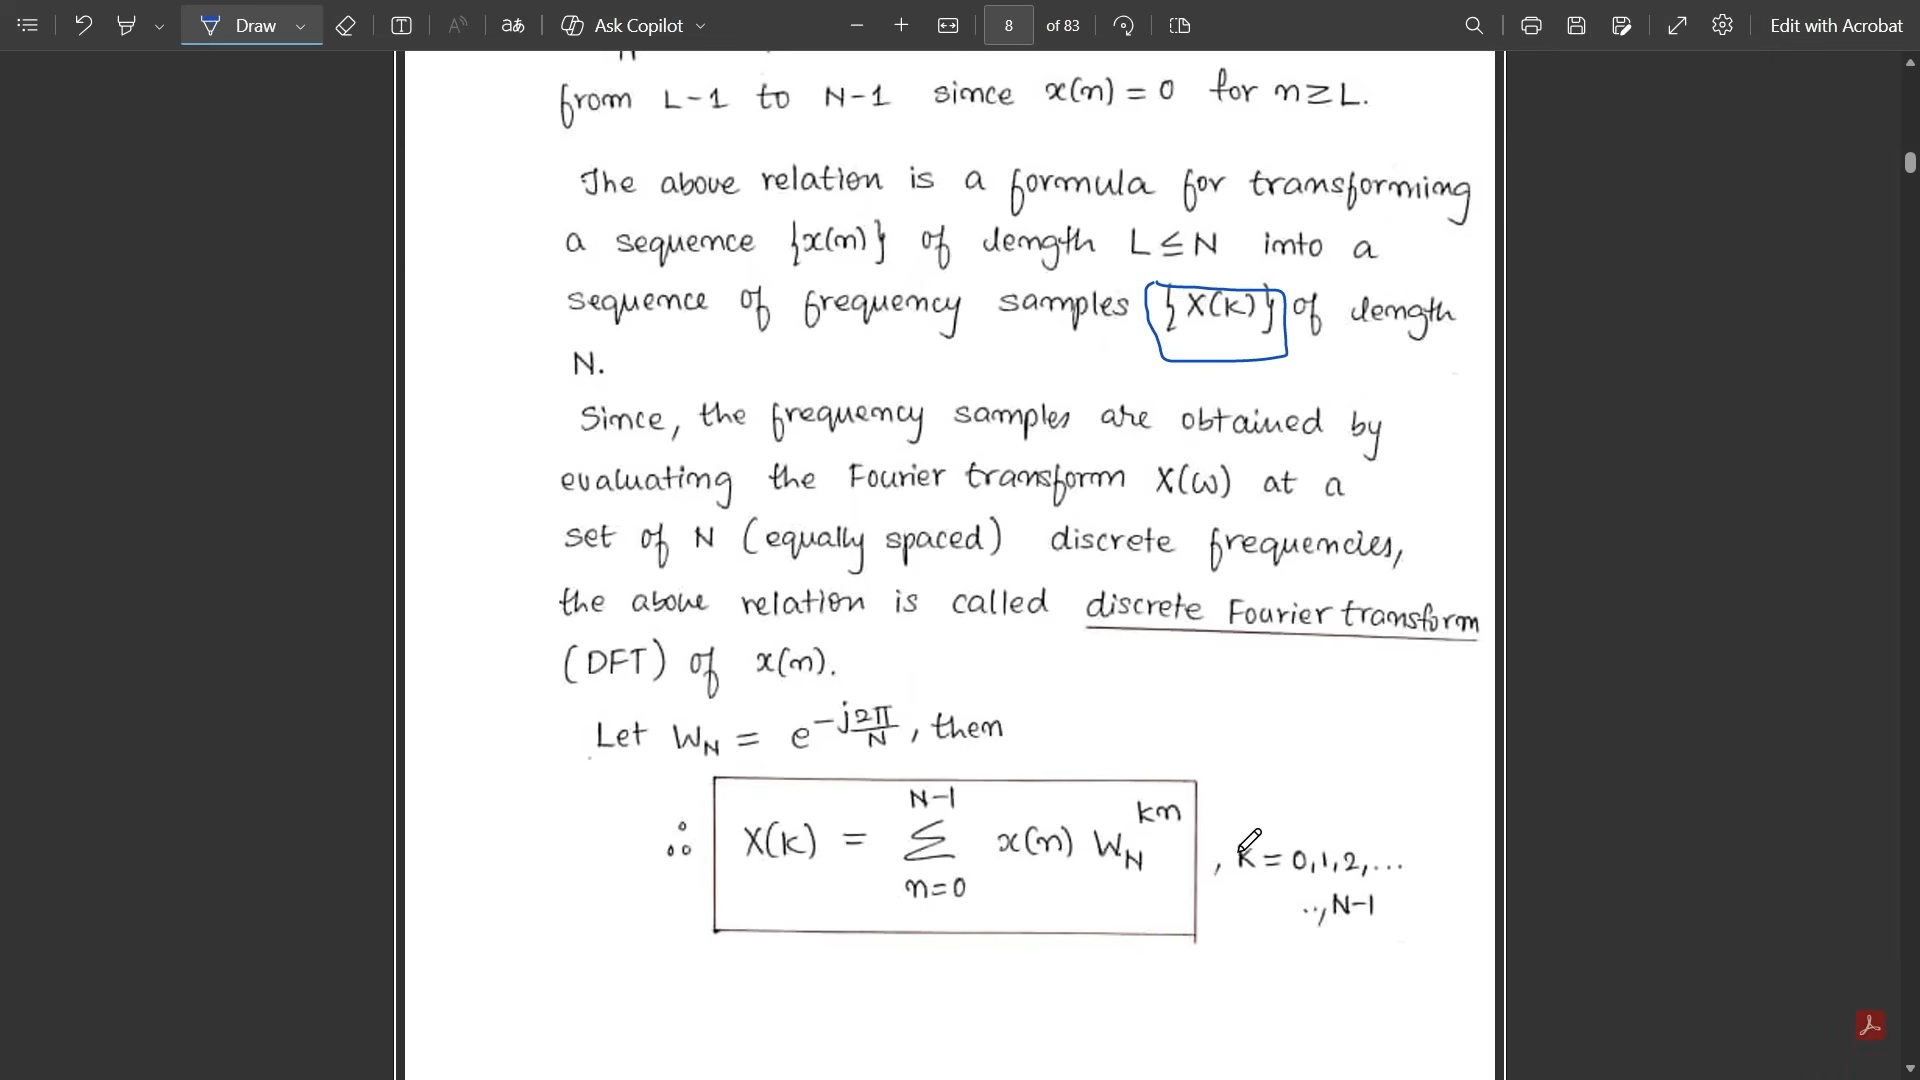 Draw
A
aあ
Ask Copilot
8
of 83
Edit with Acrobat
from L-1 to N-1 since x(n) = 0 for n≥L.
The above relation is a formula for transforming
a sequence {x(n)} of length L≤N into a
sequence of frequency samples {X(k)} of length
N.
Since, the frequency samples are obtained by
evaluating the Fourier transform X(ω) at a
set of N (equally spaced) discrete frequencies,
the above relation is called discrete Fourier transform
(DFT) of x(n).
Let W_N = e^{-j2π/N}, then
∴ X(k) = ∑_{n=0}^{N-1} x(n) W_N^{kn} , k = 0,1,2,...
..,N-1